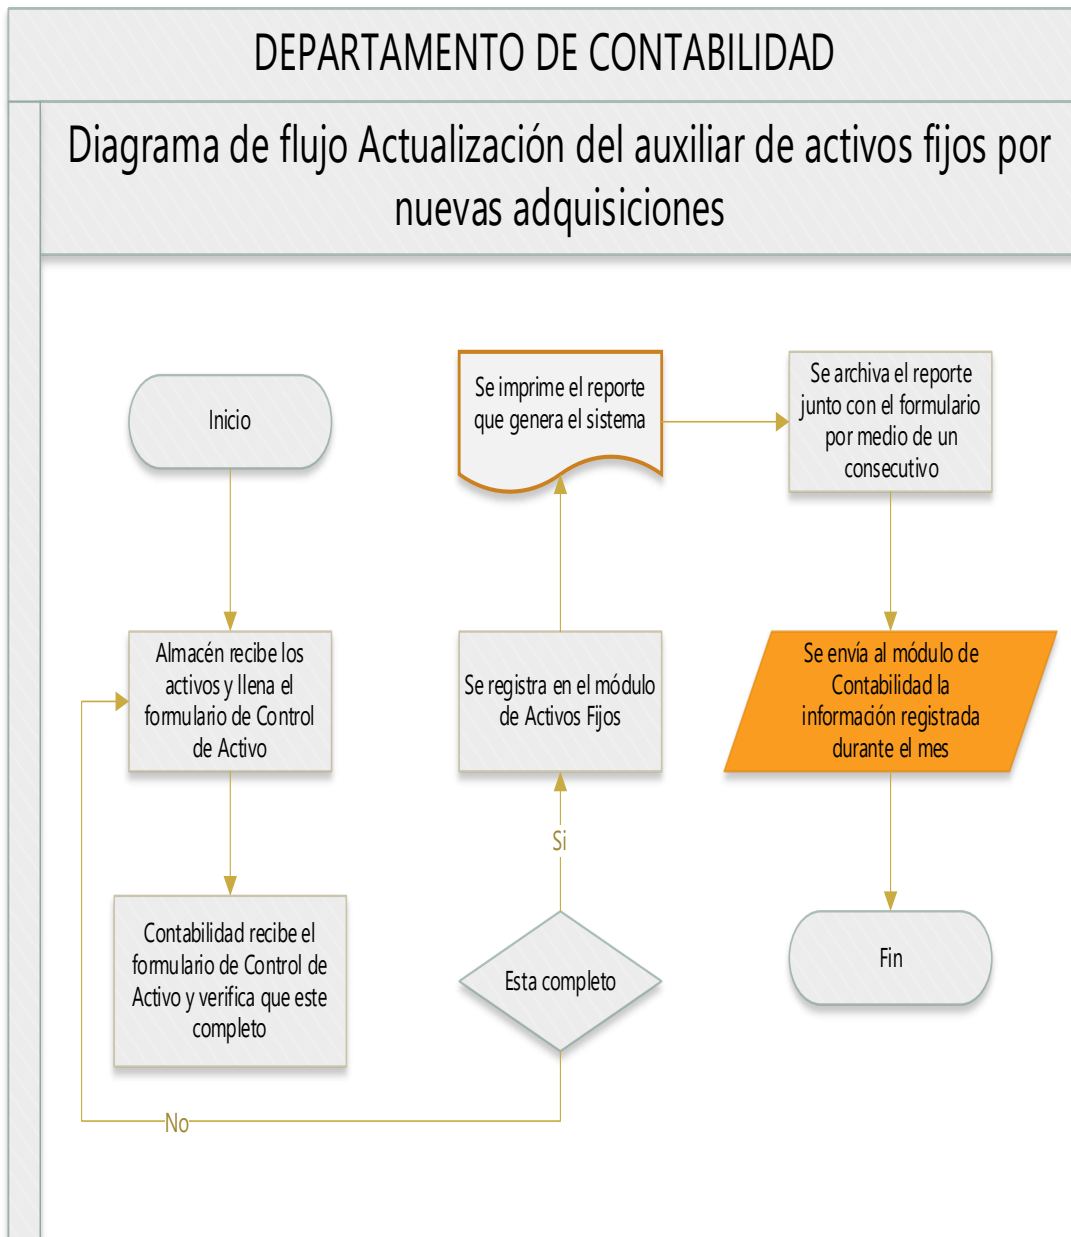 DEPARTAMENTO DE CONTABILIDAD
Diagrama de flujo Actualización del auxiliar de activos fijos por
nuevas adquisiciones
Inicio
Almacén recibe los
activos y llena el
formulario de Control
de Activo
Contabilidad recibe el
formulario de Control de
Activo y verifica que este
completo
Esta completo
No
Si
Se registra en el módulo
de Activos Fijos
Se imprime el reporte
que genera el sistema
Se archiva el reporte
junto con el formulario
por medio de un
consecutivo
Se envía al módulo de
Contabilidad la
información registrada
durante el mes
Fin